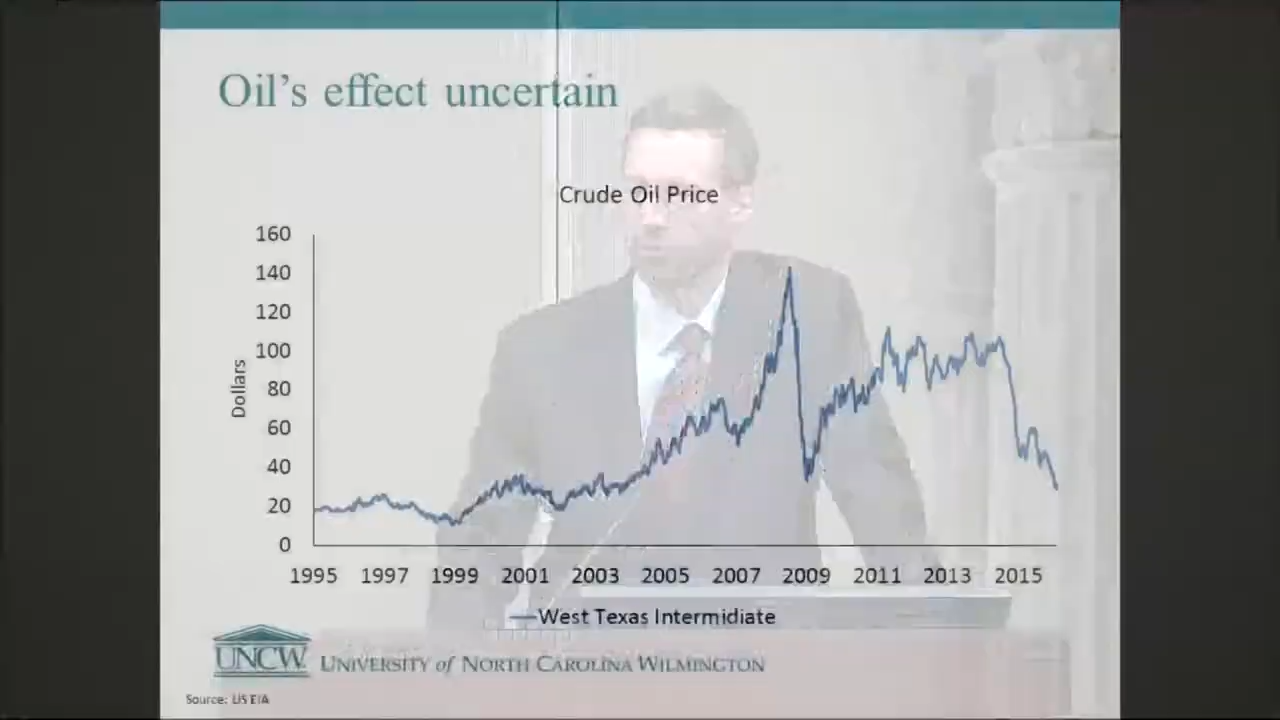 Oil's effect uncertain
Crude Oil Price
160
140
120
100
80
60
40
20
0
Dollars
1995 1997 1999 2001 2003 2005 2007 2009 2011 2013 2015
West Texas Intermidiate
UNCW UNIVERSITY of NORTH CAROLINA WILMINGTON
Source: US EIA